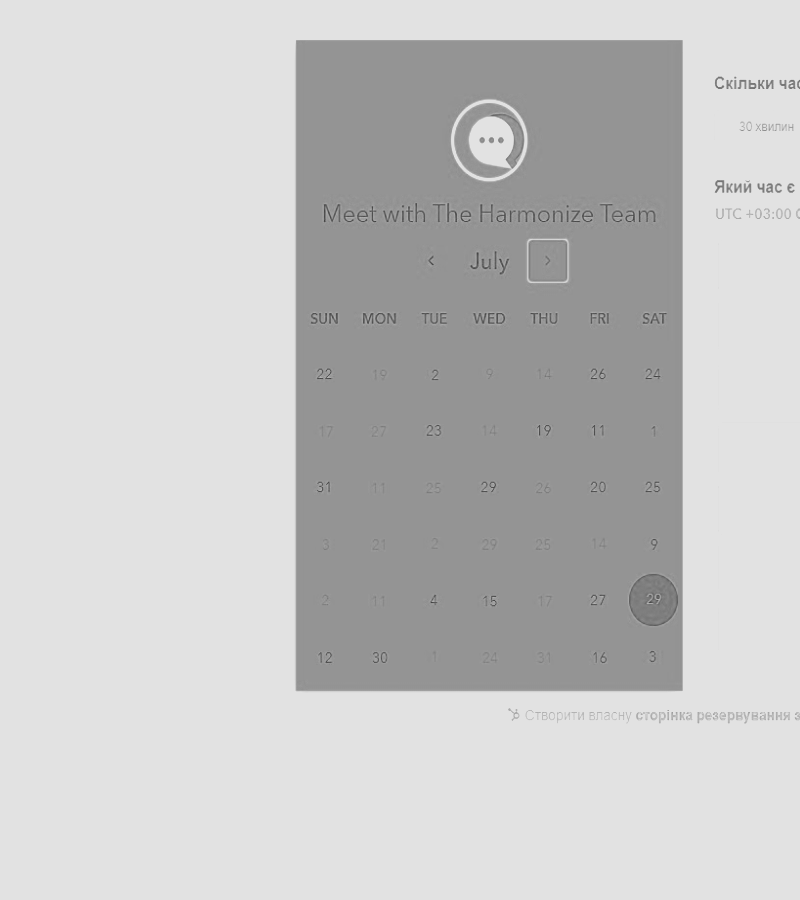 Meet with The Harmonize Team
July
SUN MON TUE WED THU FRI SAT
22 19 2 9 14 26 24
17 27 23 14 19 11 1
31 11 25 29 26 20 25
3 21 2 29 25 14 9
2 11 4 15 17 27 29
12 30 1 24 31 16 3
Скільки час
30 хвилин
Який час є
UTC +03:00
Створити власну сторінка резервування з